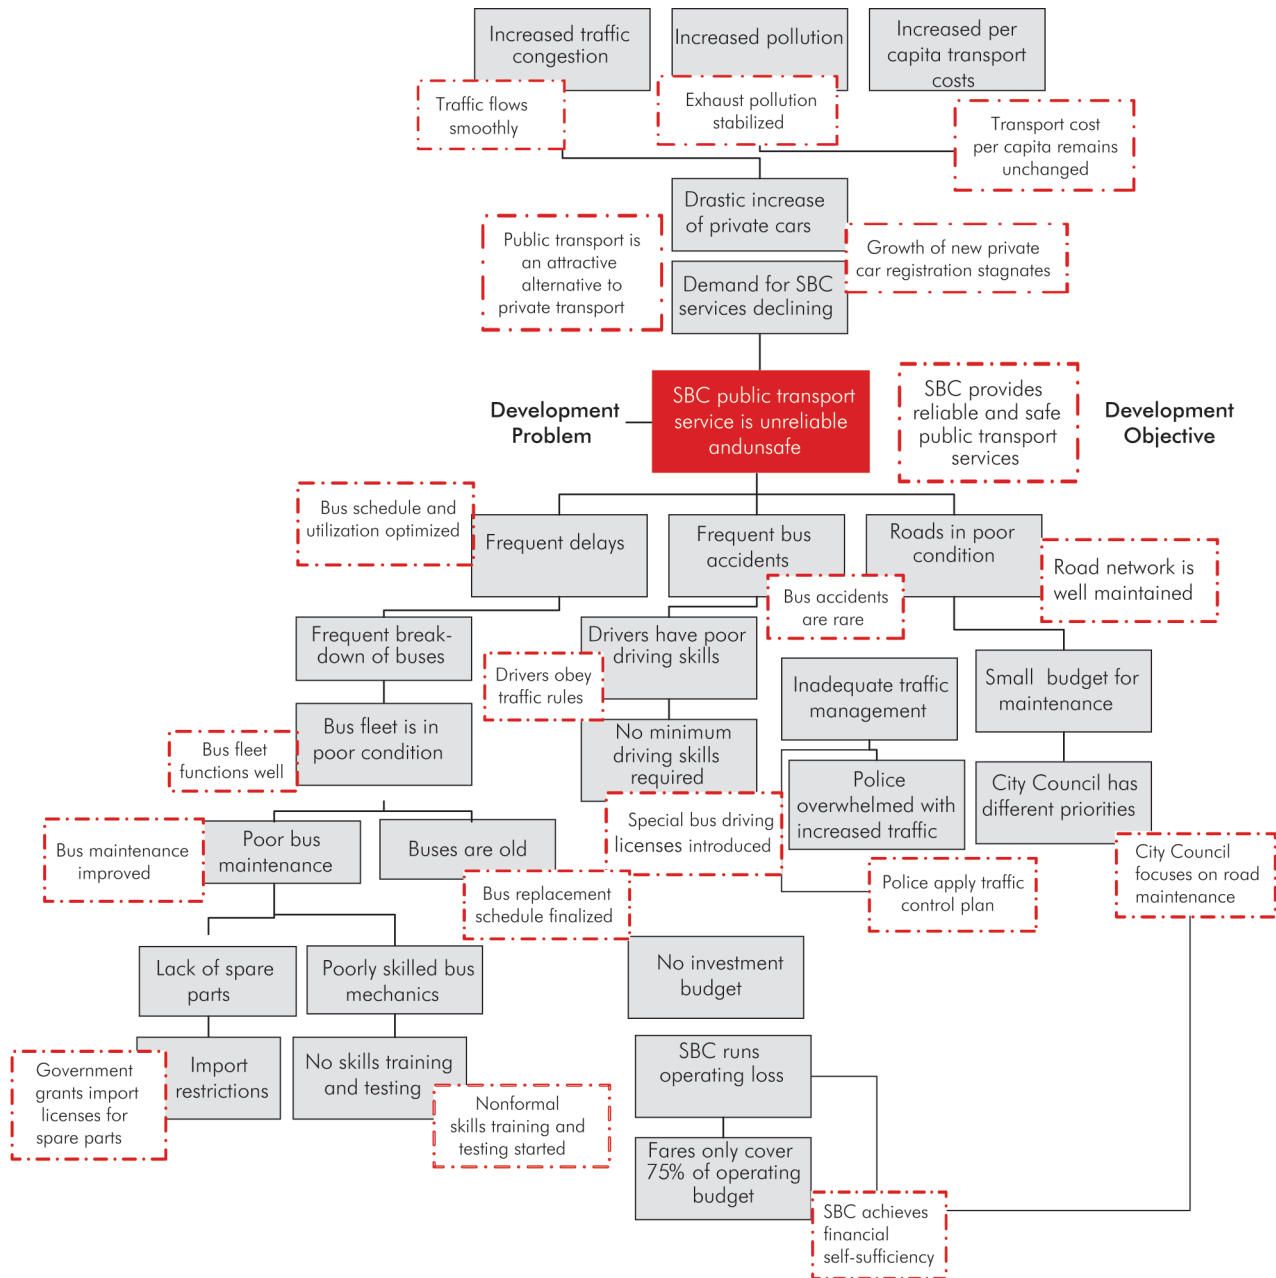 Increased traffic
congestion
Increased pollution
Increased per
capita transport
costs
Traffic flows
smoothly
Exhaust pollution
stabilized
Transport cost
per capita remains
unchanged
Drastic increase
of private cars
Public transport is
an attractive
alternative to
private transport
Growth of new private
car registration stagnates
Demand for SBC
services declining
Development
Problem
SBC public transport
service is unreliable
andunsafe
SBC provides
reliable and safe
public transport
services
Development
Objective
Bus schedule and
utilization optimized
Frequent delays
Frequent bus
accidents
Roads in poor
condition
Road network is
well maintained
Bus accidents
are rare
Frequent break-
down of buses
Drivers have poor
driving skills
Drivers obey
traffic rules
Inadequate traffic
management
Small budget for
maintenance
Bus fleet is in
poor condition
Bus fleet
functions well
No minimum
driving skills
required
Police
overwhelmed with
increased traffic
City Council has
different priorities
Special bus driving
licenses introduced
Bus maintenance
improved
Poor bus
maintenance
Buses are old
Bus replacement
schedule finalized
Police apply traffic
control plan
City Council
focuses on road
maintenance
Lack of spare
parts
Poorly skilled bus
mechanics
No investment
budget
Government
grants import
licenses for
spare parts
Import
restrictions
No skills training
and testing
Nonformal
skills training and
testing started
SBC runs
operating loss
Fares only cover
75% of operating
budget
SBC achieves
financial
self-sufficiency